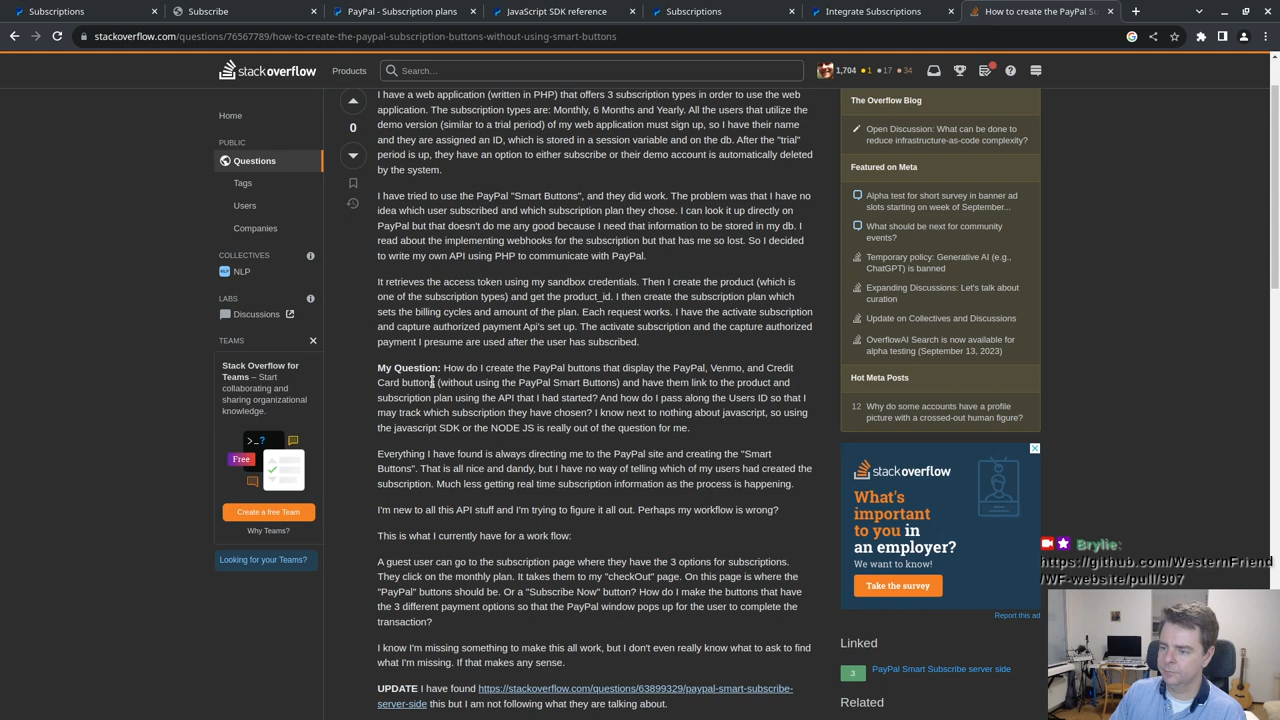 Subscriptions
Subscribe
PayPal - Subscription plans
JavaScript SDK reference
Subscriptions
Integrate Subscriptions
How to creat the PayPal Su
stackoverflow.com/questions/76567789/how-to-create-the-paypal-subscription-buttons-without-using-smart-buttons
stackoverflow
Products
Search…
1,704
1
17
34
Home
PUBLIC
Questions
Tags
Users
Companies
COLLECTIVES
NLP
NLP
LABS
Discussions
TEAMS
Stack Overflow for
Teams – Start
collaborating and
sharing organizational
knowledge.
>_?
Free
Create a free Team
Why Teams?
Looking for your Teams?
0
I have a web application (written in PHP) that offers 3 subscription types in order to use the web
application. The subscription types are: Monthly, 6 Months and Yearly. All the users that utilize the
demo version (similar to a trial period) of my web application must sign up, so I have their name
and they are assigned an ID, which is stored in a session variable and on the db. After the "trial"
period is up, they have an option to either subscribe or their demo account is automatically deleted
by the system.
I have tried to use the PayPal "Smart Buttons", and they did work. The problem was that I have no
idea which user subscribed and which subscription plan they chose. I can look it up directly on
PayPal but that doesn't do me any good because I need that information to be stored in my db. I
read about the implementing webhooks for the subscription but that has me so lost. So I decided
to write my own API using PHP to communicate with PayPal.
It retrieves the access token using my sandbox credentials. Then I create the product (which is
one of the subscription types) and get the product_id. I then create the subscription plan which
sets the billing cycles and amount of the plan. Each request works. I have the activate subscription
and capture authorized payment Api's set up. The activate subscription and the capture authorized
payment I presume are used after the user has subscribed.
My Question: How do I create the PayPal buttons that display the PayPal, Venmo, and Credit
Card buttons (without using the PayPal Smart Buttons) and have them link to the product and
subscription plan using the API that I had started? And how do I pass along the Users ID so that I
may track which subscription they have chosen? I know next to nothing about javascript, so using
the javascript SDK or the NODE JS is really out of the question for me.
Everything I have found is always directing me to the PayPal site and creating the "Smart
Buttons". That is all nice and dandy, but I have no way of telling which of my users had created the
subscription. Much less getting real time subscription information as the process is happening.
I'm new to all this API stuff and I'm trying to figure it all out. Perhaps my workflow is wrong?
This is what I currently have for a work flow:
A guest user can go to the subscription page where they have the 3 options for subscriptions.
They click on the monthly plan. It takes them to my "checkOut" page. On this page is where the
"PayPal" buttons should be. Or a "Subscribe Now" button? How do I make the buttons that have
the 3 different payment options so that the PayPal window pops up for the user to complete the
transaction?
I know I'm missing something to make this all work, but I don't even really know what to ask to find
what I'm missing. If that makes any sense.
UPDATE I have found https://stackoverflow.com/questions/63899329/paypal-smart-subscribe-
server-side this but I am not following what they are talking about.
The Overflow Blog
Open Discussion: What can be done to
reduce infrastructure-as-code complexity?
Featured on Meta
Alpha test for short survey in banner ad
slots starting on week of September...
What should be next for community
events?
Temporary policy: Generative AI (e.g.,
ChatGPT) is banned
Expanding Discussions: Let's talk about
curation
Update on Collectives and Discussions
OverflowAI Search is now available for
alpha testing (September 13, 2023)
Hot Meta Posts
12
Why do some accounts have a profile
picture with a crossed-out human figure?
stackoverflow
What's
important
to you in
an employer?
We want to know!
Take the survey
Report this ad
Linked
3
PayPal Smart Subscribe server side
Related
Brylie:
https://github.com/WesternFriend
/WF-website/pull/907